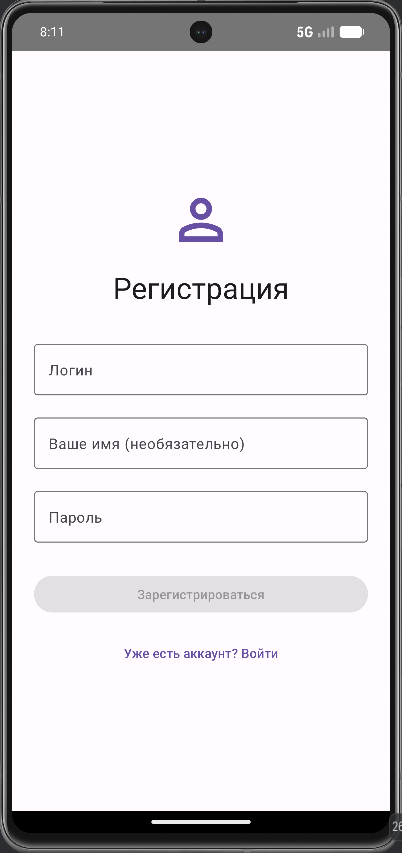 8:11
5G
Регистрация
Логин
Ваше имя (необязательно)
Пароль
Зарегистрироваться
Уже есть аккаунт? Войти